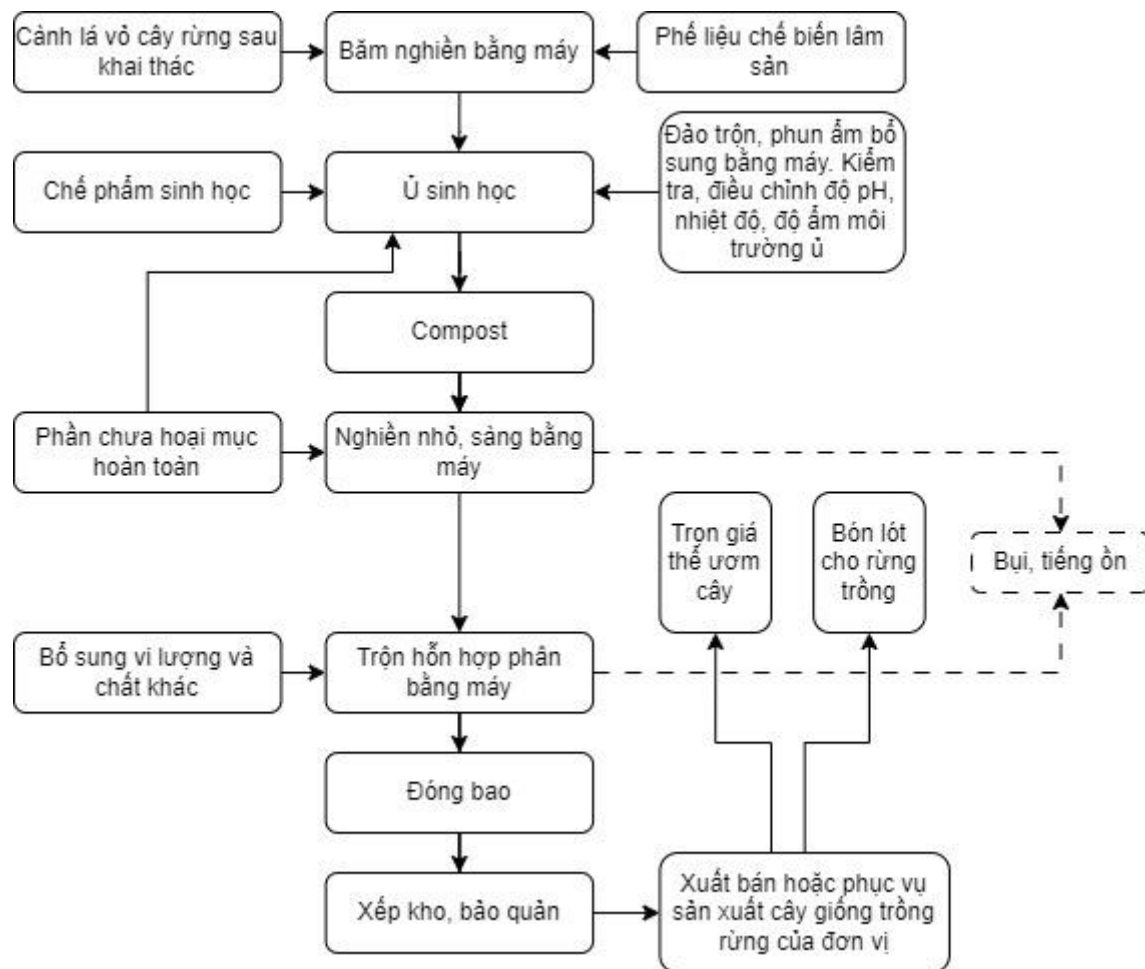 Cành lá vỏ cây rừng sau
khai thác
Băm nghiền bằng máy
Phế liệu chế biến lâm
sản
Chế phẩm sinh học
Ủ sinh học
Đảo trộn, phun ẩm bổ
sung bằng máy. Kiểm
tra, điều chỉnh độ pH,
nhiệt độ, độ ẩm môi
trường ủ
Compost
Phần chưa hoại mục
hoàn toàn
Nghiền nhỏ, sàng bằng
máy
Trọn giá
thể ươm
cây
Bón lót
cho rừng
trồng
Bụi, tiếng ồn
Bổ sung vi lượng và
chất khác
Trộn hỗn hợp phân
bằng máy
Đóng bao
Xếp kho, bảo quản
Xuất bán hoặc phục vụ
sản xuất cây giống trồng
rừng của đơn vị